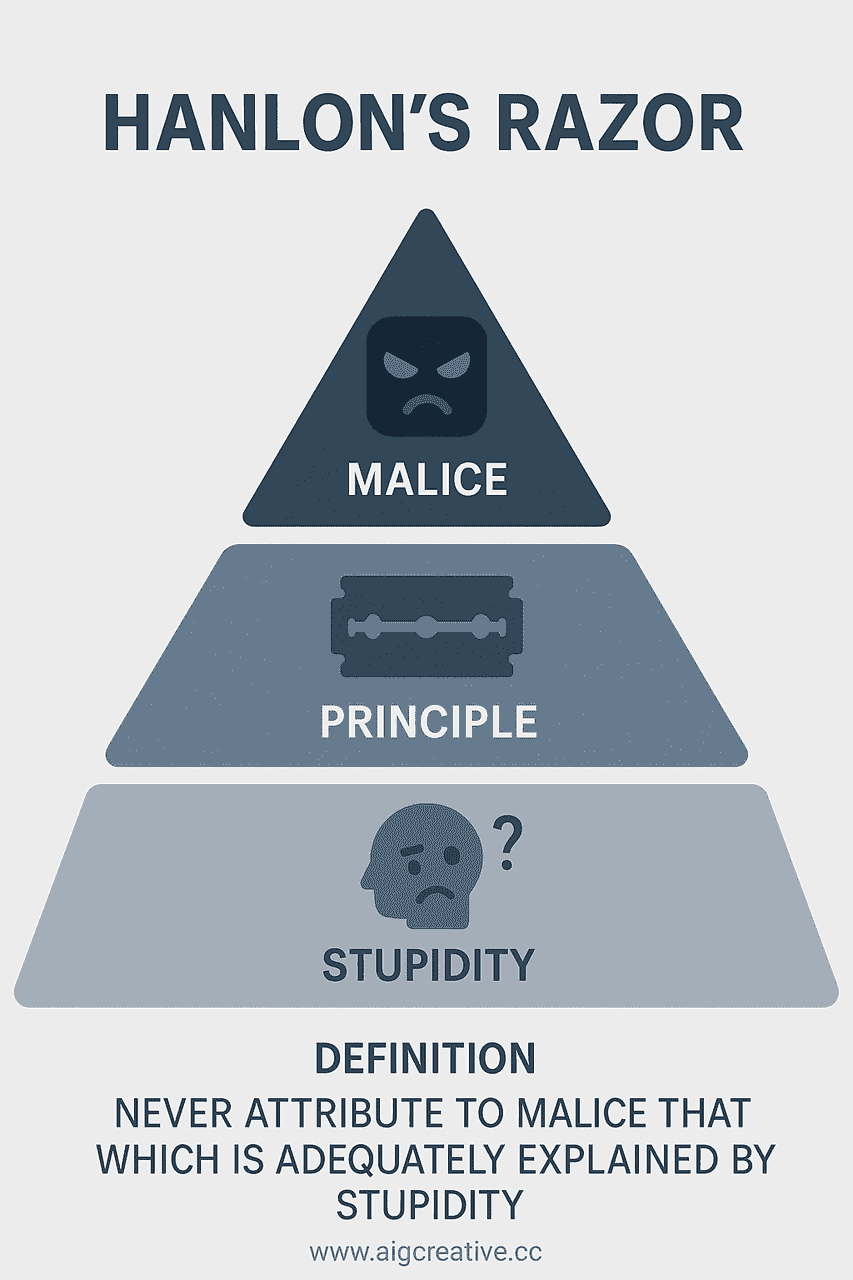 HANLON’S RAZOR
MALICE
PRINCIPLE
?
STUPIDITY
DEFINITION
NEVER ATTRIBUTE TO MALICE THAT
WHICH IS ADEQUATELY EXPLAINED BY
STUPIDITY
www.aigcreative.cc